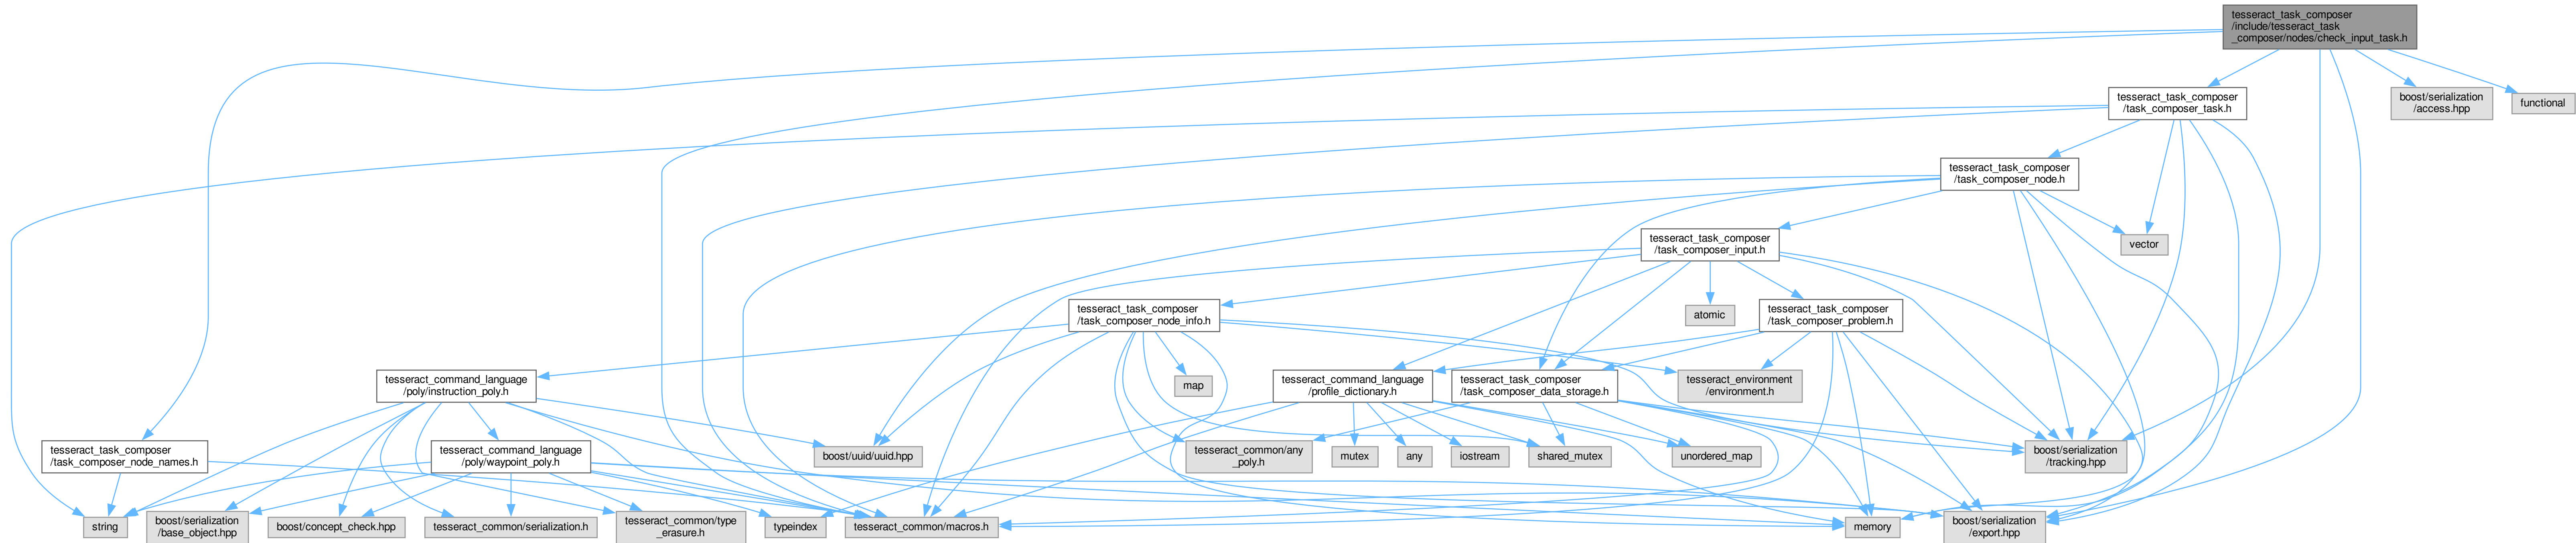 tesseract_task_composer
/include/tesseract_task
_composer/nodes/check_input_task.h
tesseract_task_composer
/task_composer_task.h
boost/serialization
/access.hpp
functional
tesseract_task_composer
/task_composer_node.h
vector
tesseract_task_composer
/task_composer_input.h
tesseract_task_composer
/task_composer_node_info.h
atomic
tesseract_task_composer
/task_composer_problem.h
tesseract_command_language
/poly/instruction_poly.h
map
tesseract_command_language
/profile_dictionary.h
tesseract_task_composer
/task_composer_data_storage.h
tesseract_environment
/environment.h
tesseract_task_composer
/task_composer_node_names.h
tesseract_command_language
/poly/waypoint_poly.h
boost/uuid/uuid.hpp
tesseract_common/any
_poly.h
mutex
any
iostream
shared_mutex
unordered_map
boost/serialization
/tracking.hpp
string
boost/serialization
/base_object.hpp
boost/concept_check.hpp
tesseract_common/serialization.h
tesseract_common/type
_erasure.h
typeindex
tesseract_common/macros.h
memory
boost/serialization
/export.hpp